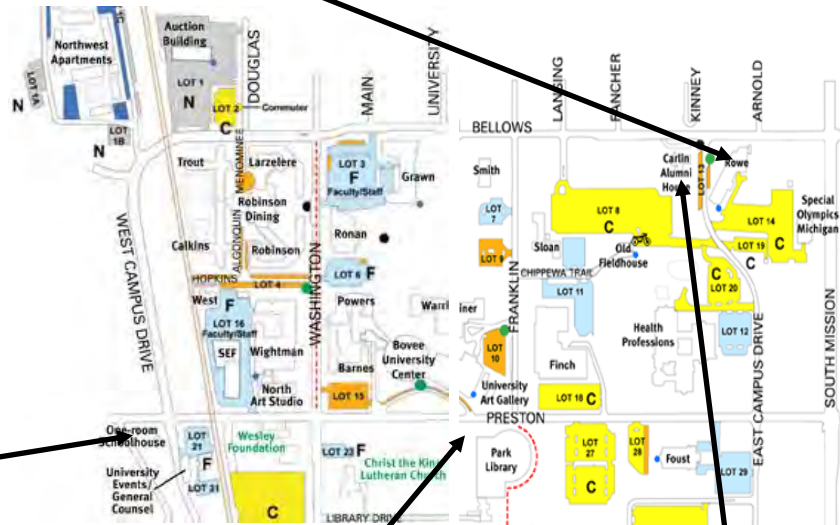 Auction
Building
Northwest
Apartments
LOT 1A
N
LOT 1
N
LOT 2
C
Commuter
DOUGLAS
MAIN
UNIVERSITY
LOT
1B
N
Trout
MENOMINEE
Larzelere
LOT 3
F
Faculty/Staff
Grawn
Robinson
Dining
Ronan
Calkins
ALGONQUIN
Robinson
WASHINGTON
HOPKINS
LOT 4
LOT 6
F
WEST CAMPUS DRIVE
West
F
LOT 16
Faculty/Staff
SEF
Wightman
Powers
Warri
Barnes
Bovee
University
Center
North
Art Studio
LOT 15
One-room
Schoolhouse
LOT
21
F
LOT 21
University
Events/
General
Counsel
Wesley
Foundation
LOT 23
F
Christ the King
Lutheran Church
C
LIBRARY DRIV
LANSING
FANCHER
KINNEY
ARNOLD
BELLOWS
Smith
Carlin
Alumni
House
LOT 13
Rowe
LOT
7
LOT 8
C
LOT 14
C
Special
Olympics
Michigan
LOT 9
Sloan
Old
Fieldhouse
LOT 19
C
CHIPPEWA TRAIL
C
LOT 20
FRANKLIN
LOT 11
iner
LOT
10
Health
Professions
LOT 12
Finch
University
Art Gallery
LOT 18
C
PRESTON
EAST CAMPUS DRIVE
SOUTH MISSION
Park
Library
LOT
27
C
LOT
28
Foust
LOT 29